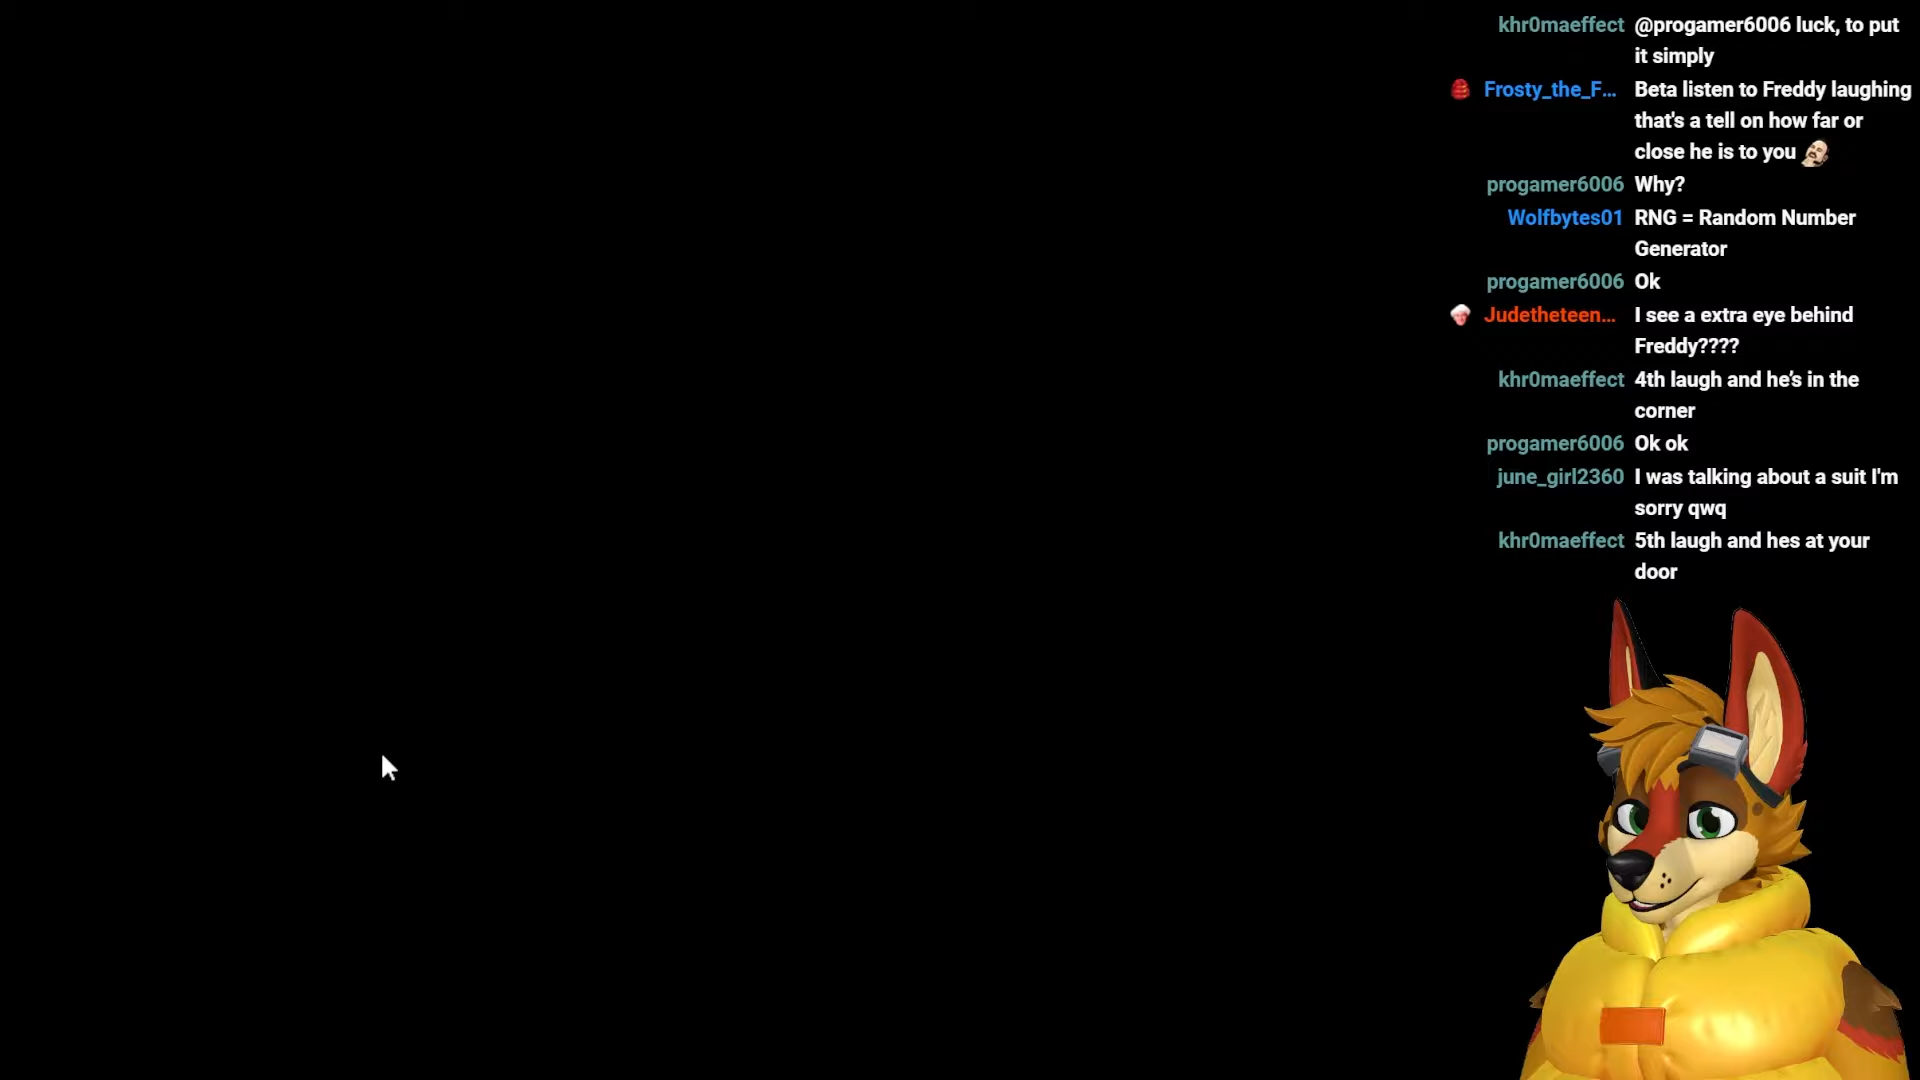 khr0maeffect @progamer6006 luck, to put
it simply
Frosty_the_F... Beta listen to Freddy laughing
that's a tell on how far or
close he is to you
progamer6006 Why?
Wolfbytes01 RNG = Random Number
Generator
progamer6006 Ok
Judetheteen... I see a extra eye behind
Freddy????
khr0maeffect 4th laugh and he’s in the
corner
progamer6006 Ok ok
june_girl2360 I was talking about a suit I'm
sorry qwq
khr0maeffect 5th laugh and hes at your
door